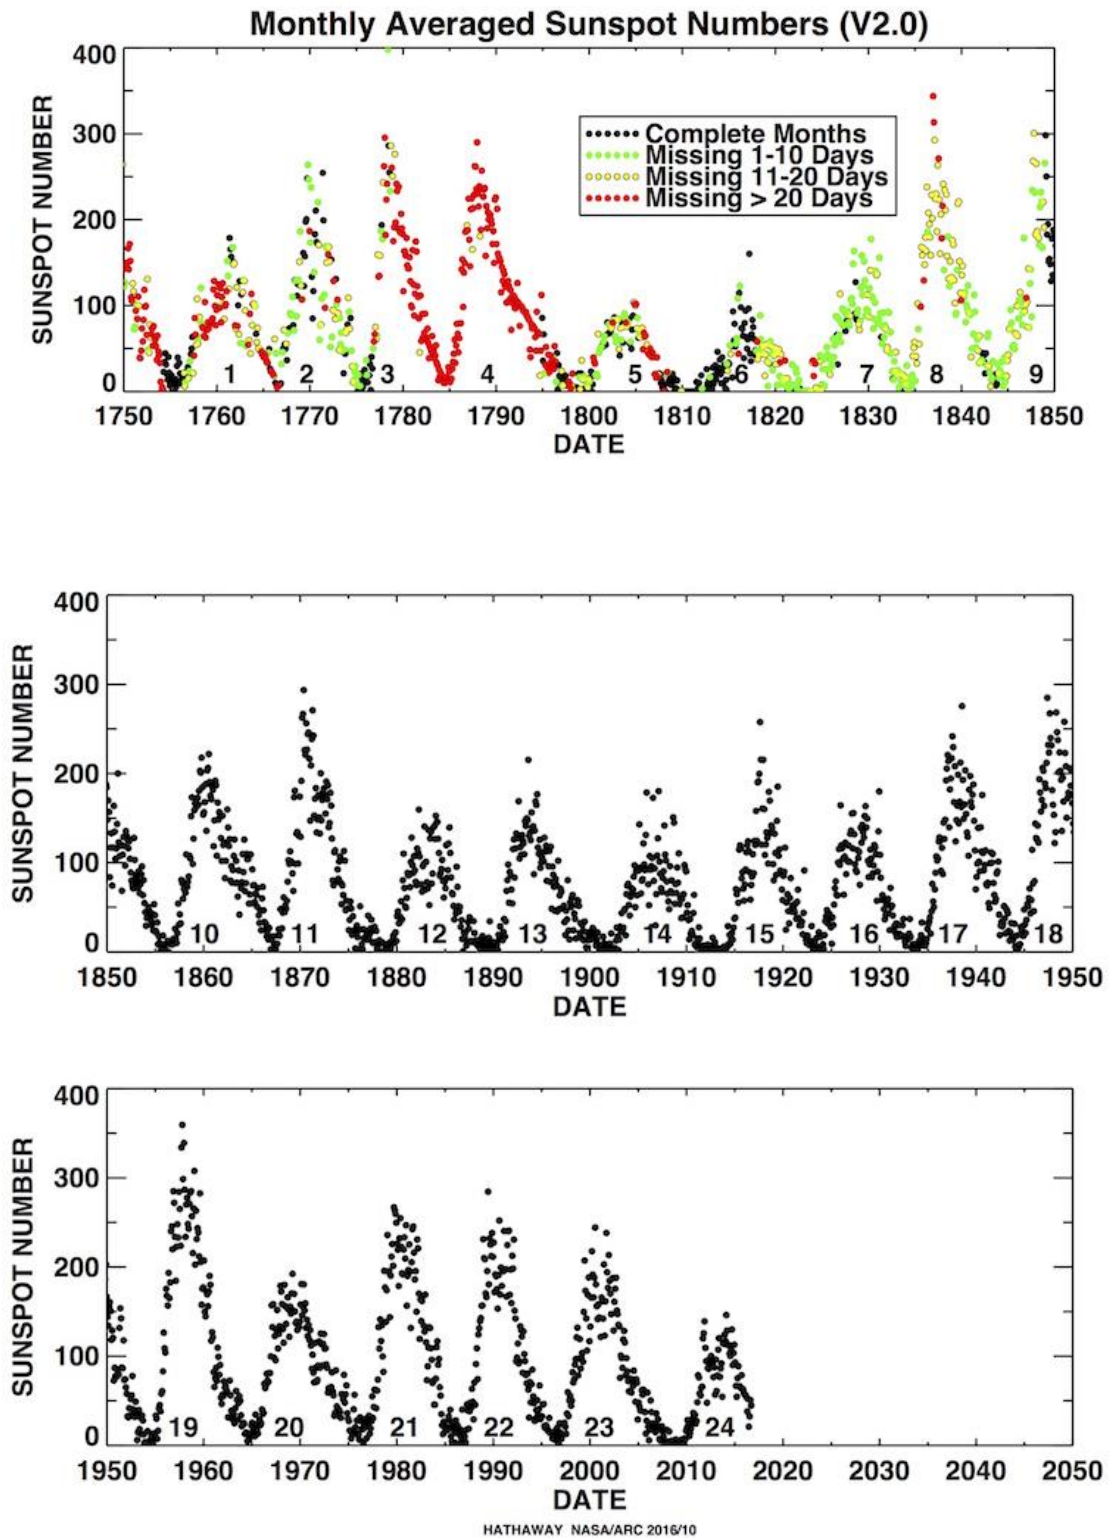 Monthly Averaged Sunspot Numbers (V2.0)
400
300
200
100
0
SUNSPOT NUMBER
Complete Months
Missing 1-10 Days
Missing 11-20 Days
Missing > 20 Days
1 2 3 4 5 6 7 8 9
1750 1760 1770 1780 1790 1800 1810 1820 1830 1840 1850
DATE
400
300
200
100
0
SUNSPOT NUMBER
10 11 12 13 14 15 16 17 18
1850 1860 1870 1880 1890 1900 1910 1920 1930 1940 1950
DATE
400
300
200
100
0
SUNSPOT NUMBER
19 20 21 22 23 24
1950 1960 1970 1980 1990 2000 2010 2020 2030 2040 2050
DATE
HATHAWAY NASA/ARC 2016/10